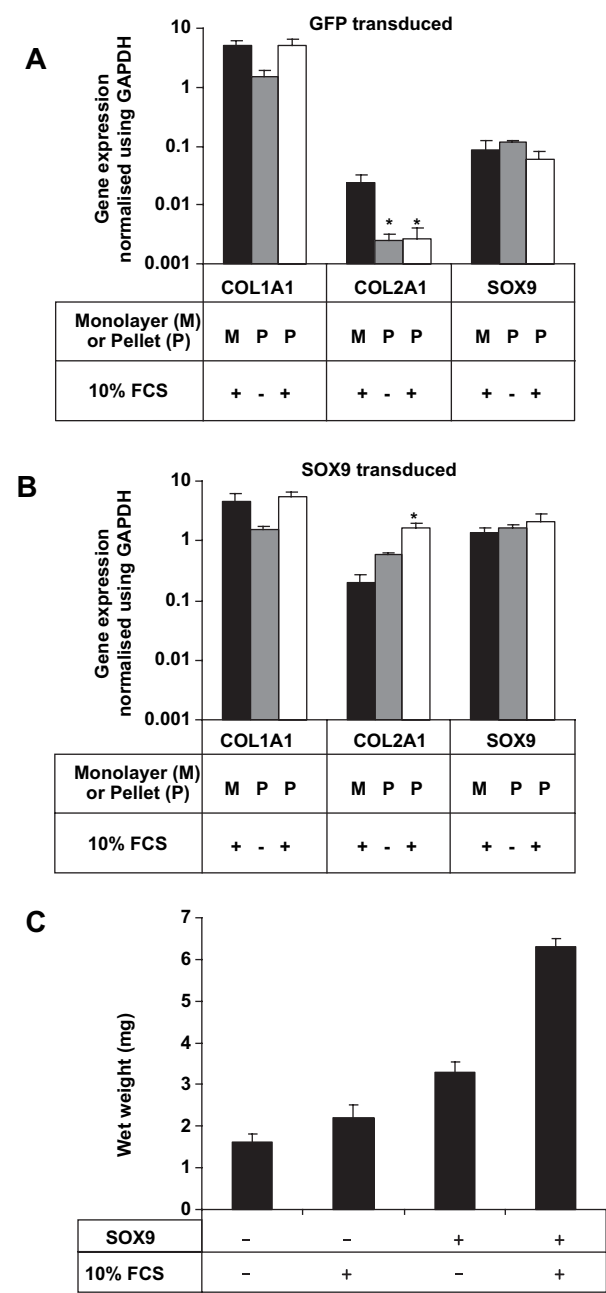 A
GFP transduced
Gene expression
normalised using GAPDH
10
1
0.1
0.01
0.001
* *
COL1A1 COL2A1 SOX9
Monolayer (M)
or Pellet (P)
M P P M P P M P P
10% FCS + - + + - + + - +
B
SOX9 transduced
Gene expression
normalised using GAPDH
10
1
0.1
0.01
0.001
*
COL1A1 COL2A1 SOX9
Monolayer (M)
or Pellet (P)
M P P M P P M P P
10% FCS + - + + - + + - +
C
Wet weight (mg)
7
6
5
4
3
2
1
0
SOX9 – – + +
10% FCS – + – +